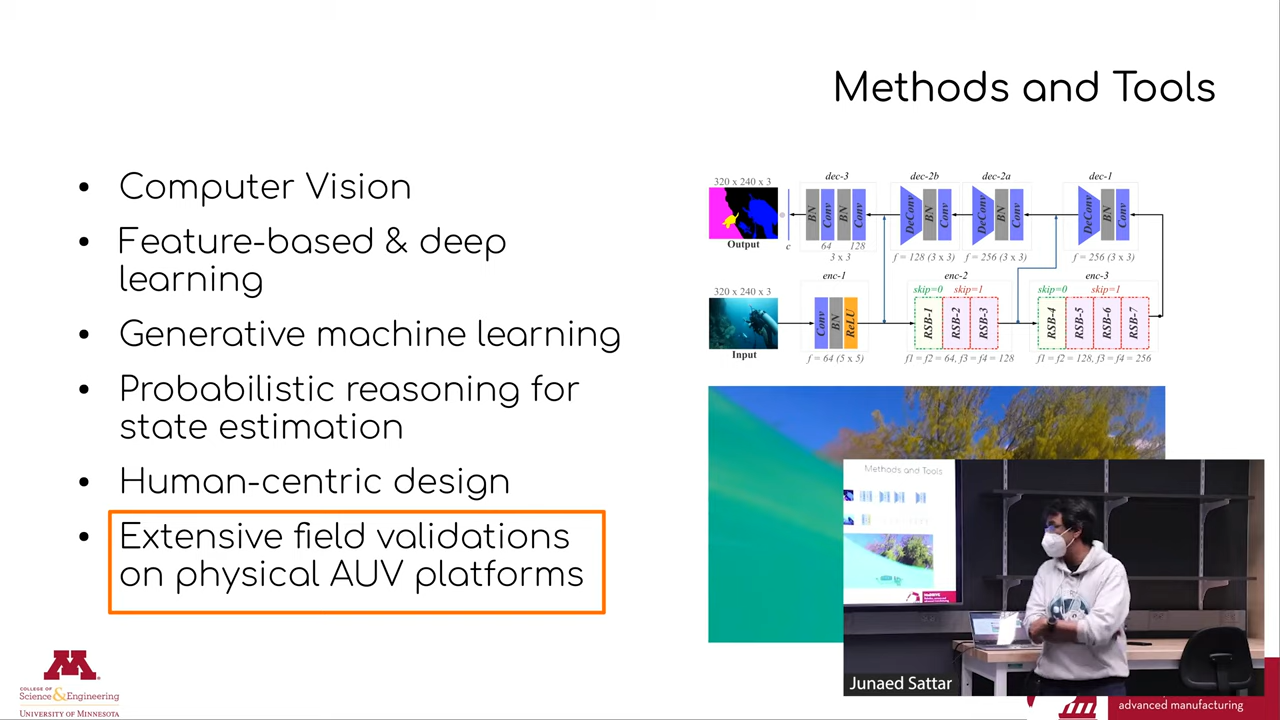 Methods and Tools
• Computer Vision
• Feature-based & deep
learning
• Generative machine learning
• Probabilistic reasoning for
state estimation
• Human-centric design
• Extensive field validations
on physical AUV platforms
dec-3
dec-2b
dec-2a
dec-1
320 x 240 x 3
BN
Conv
BN
Conv
DeConv
BN
Conv
DeConv
BN
Conv
DeConv
BN
Conv
Output
c
64
128
3 x 3
f = 128 (3 x 3)
f = 256 (3 x 3)
f = 256 (3 x 3)
enc-1
enc-2
enc-3
320 x 240 x 3
skip=0
skip=1
skip=0
skip=1
Conv
BN
ReLU
RSB-1
RSB-2
RSB-3
RSB-4
RSB-5
RSB-6
RSB-7
Input
f = 64 (5 x 5)
f1 = f2 = 64, f3 = f4 = 128
f1 = f2 = 128, f3 = f4 = 256
Methods and Tools
Junaed Sattar
M
COLLEGE OF
Science & Engineering
UNIVERSITY OF MINNESOTA
advanced manufacturing